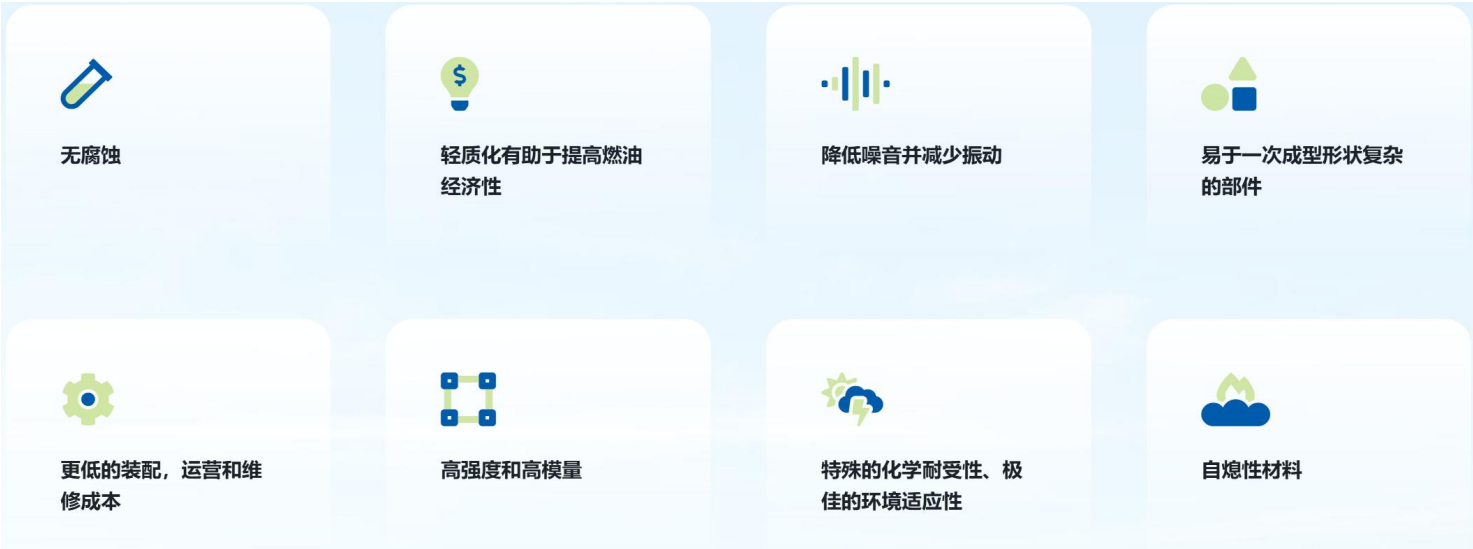 无腐蚀
轻质化有助于提高燃油
经济性
降低噪音并减少振动
易于一次成型形状复杂
的部件
更低的装配，运营和维
修成本
高强度和高模量
特殊的化学耐受性、极
佳的环境适应性
自熄性材料